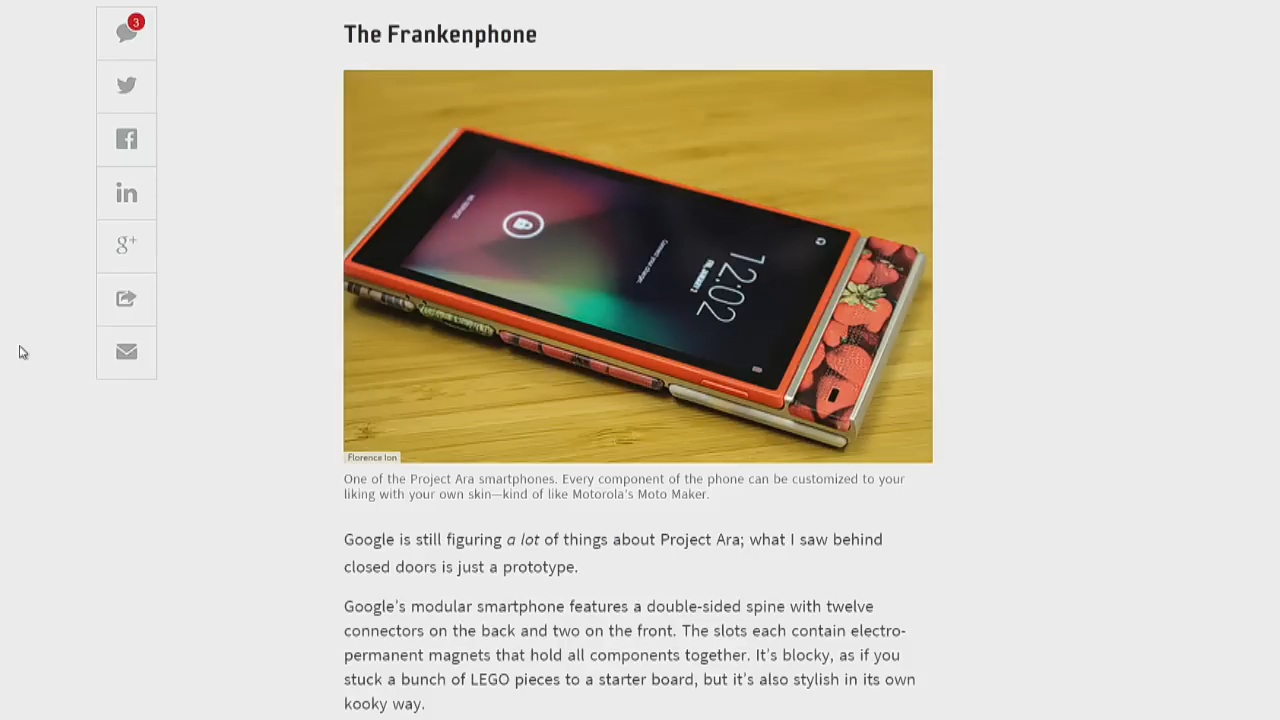 3
The Frankenphone
in
g+
12:02
Florence Ion
One of the Project Ara smartphones. Every component of the phone can be customized to your
liking with your own skin—kind of like Motorola's Moto Maker.
Google is still figuring a lot of things about Project Ara; what I saw behind
closed doors is just a prototype.
Google's modular smartphone features a double-sided spine with twelve
connectors on the back and two on the front. The slots each contain electro-
permanent magnets that hold all components together. It's blocky, as if you
stuck a bunch of LEGO pieces to a starter board, but it's also stylish in its own
kooky way.